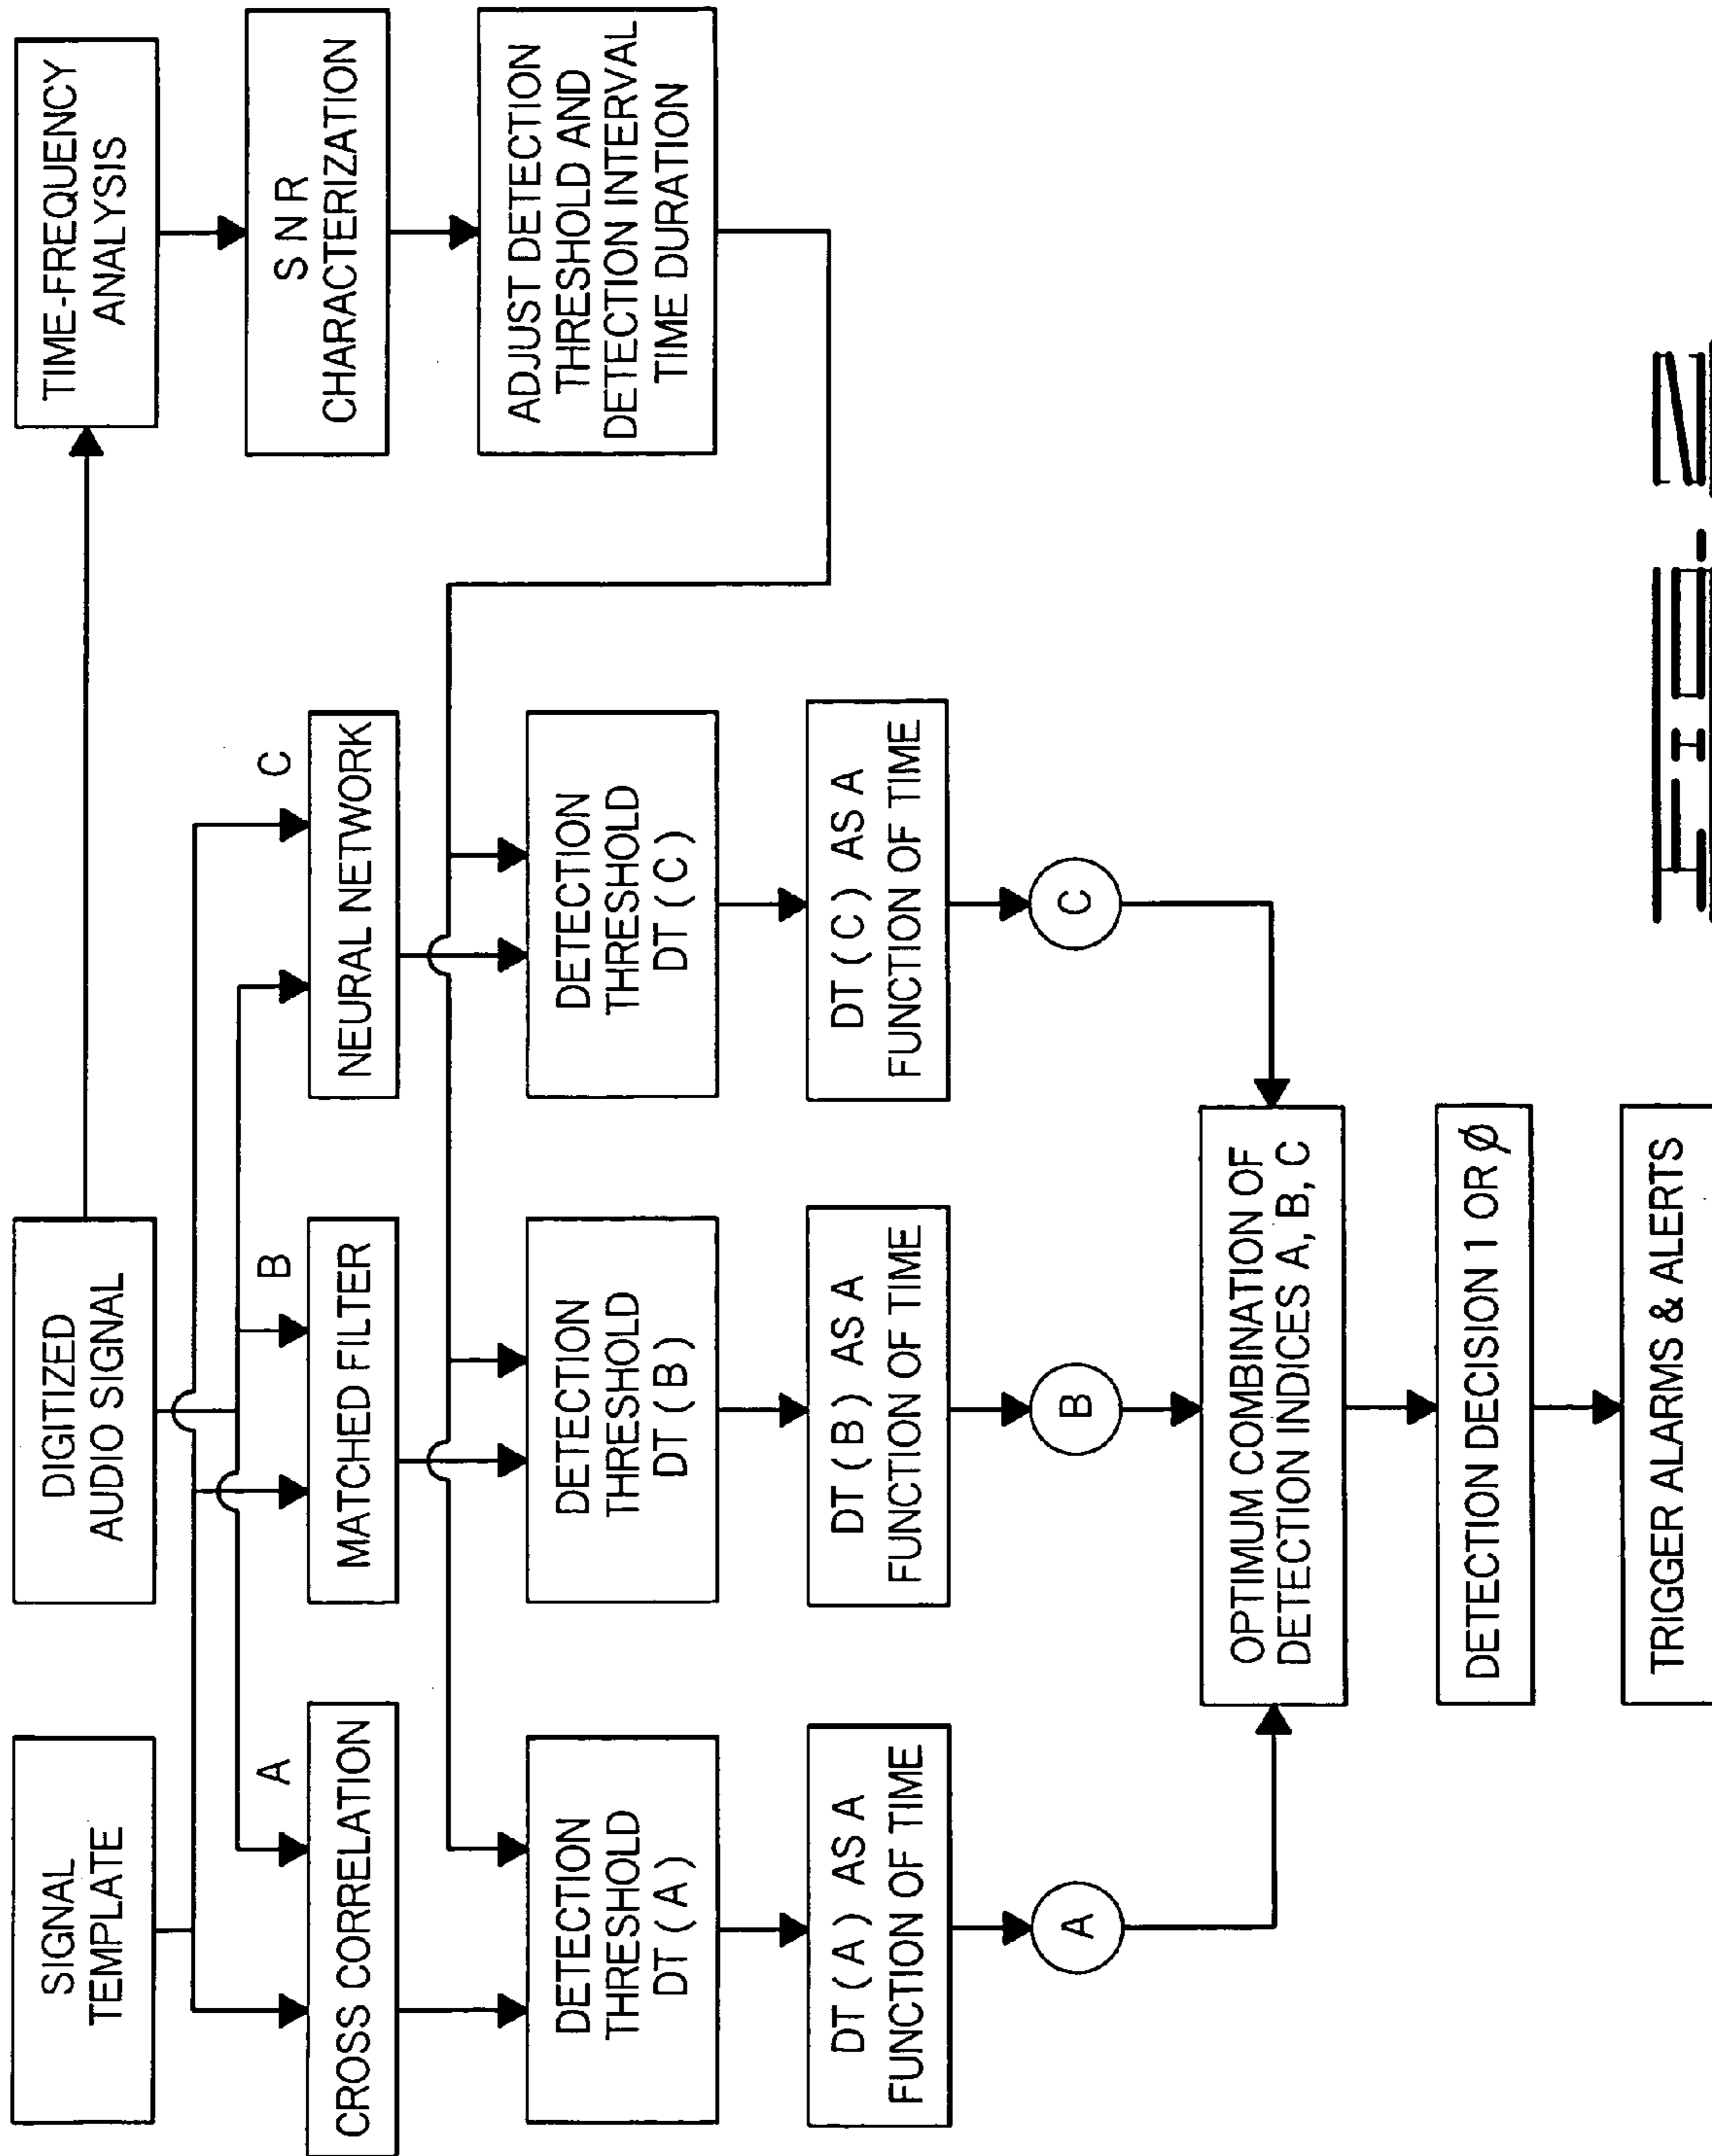 SIGNAL
TEMPLATE
DIGITIZED
AUDIO SIGNAL
TIME-FREQUENCY
ANALYSIS
S N R
CHARACTERIZATION
ADJUST DETECTION
THRESHOLD AND
DETECTION INTERVAL
TIME DURATION
A
CROSS CORRELATION
B
MATCHED FILTER
C
NEURAL NETWORK
DETECTION
THRESHOLD
DT (A)
DETECTION
THRESHOLD
DT (B)
DETECTION
THRESHOLD
DT (C)
DT (A) AS A
FUNCTION OF TIME
DT (B) AS A
FUNCTION OF TIME
DT (C) AS A
FUNCTION OF TIME
A
B
C
OPTIMUM COMBINATION OF
DETECTION INDICES A, B, C
DETECTION DECISION 1 OR Ø
TRIGGER ALARMS & ALERTS